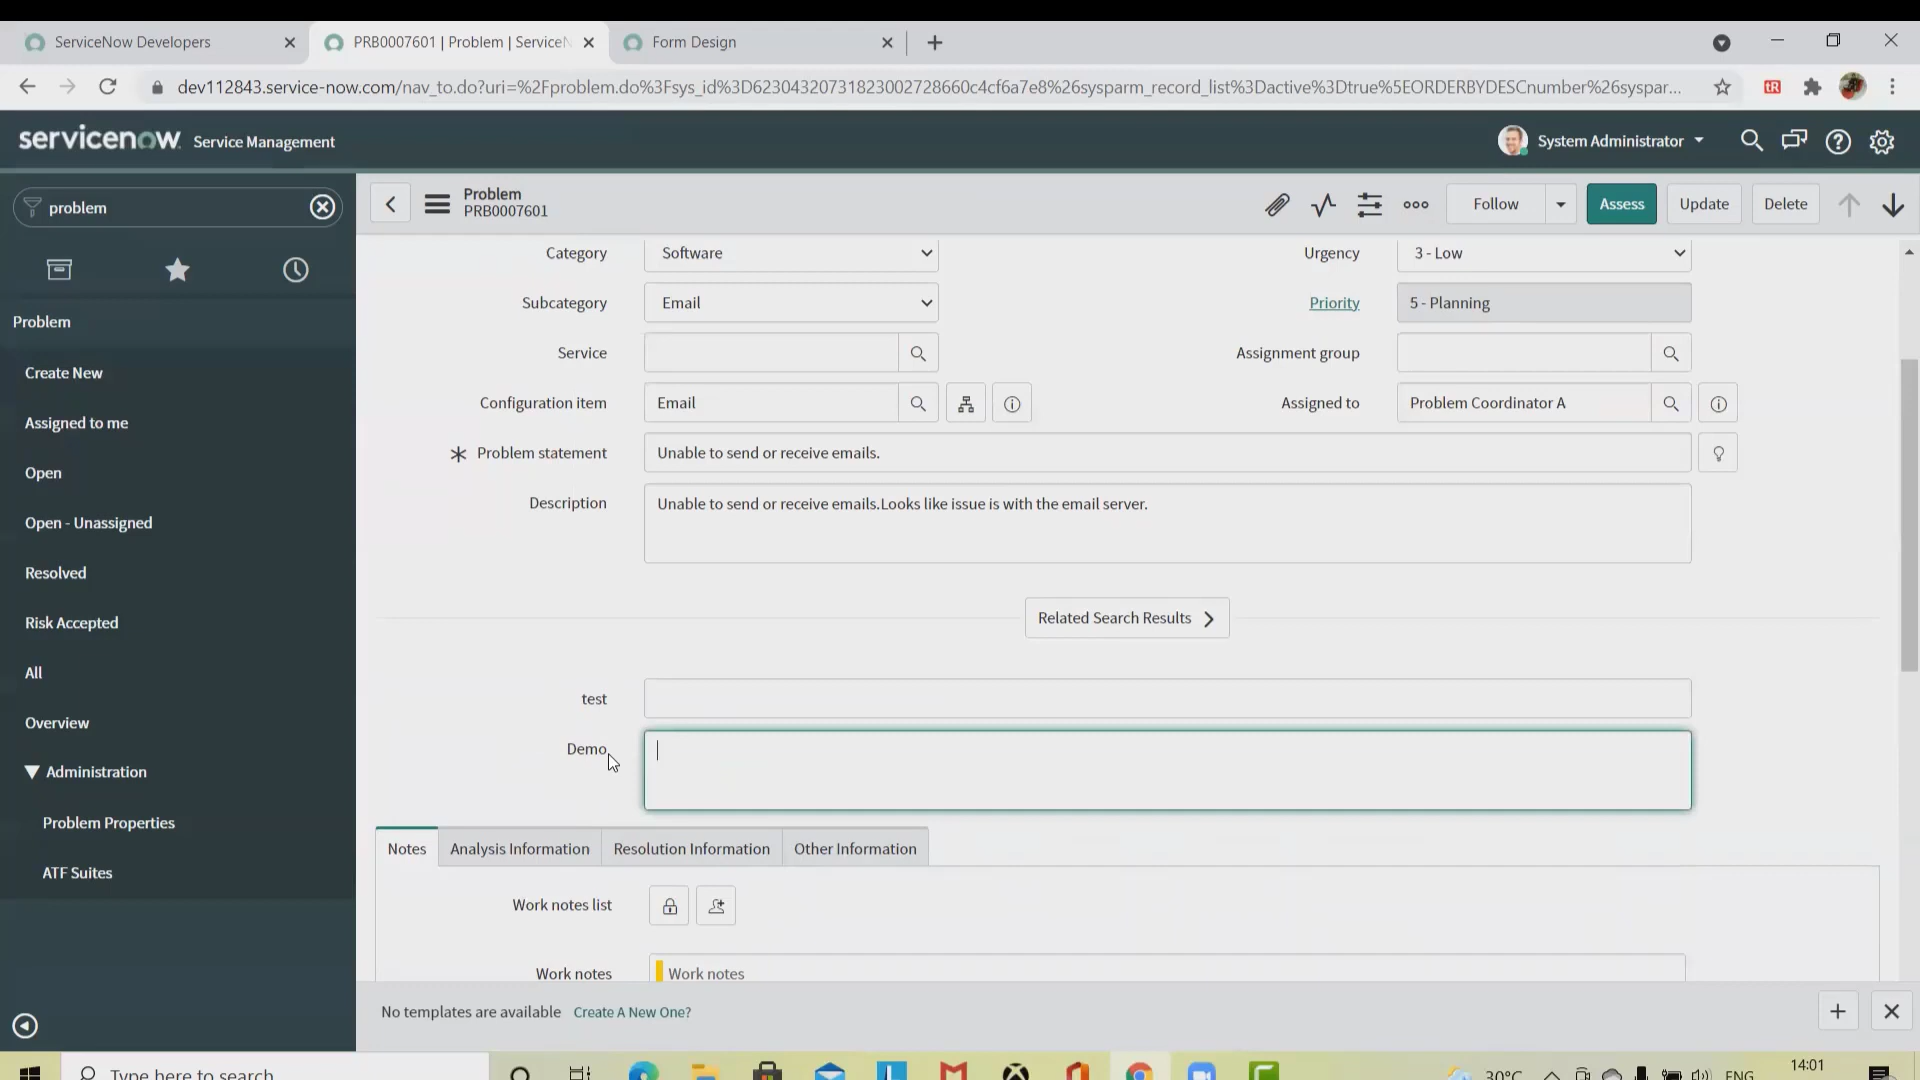 ServiceNow Developers
PRB0007601 | Problem | ServiceN
Form Design
dev112843.service-now.com/nav_to.do?uri=%2Fproblem.do%3Fsys_id%3D62304320731823002728660c4cf6a7e8%26sysparm_record_list%3Dactive%3Dtrue%5EORDERBYDESCnumber%26syspar...
servicenow Service Management
System Administrator
problem
Problem
PRB0007601
Follow
Assess
Update
Delete
Problem
Create New
Assigned to me
Open
Open - Unassigned
Resolved
Risk Accepted
All
Overview
Administration
Problem Properties
ATF Suites
Category Software
Urgency 3 - Low
Subcategory Email
Priority 5 - Planning
Service
Assignment group
Configuration item Email
Assigned to Problem Coordinator A
Problem statement Unable to send or receive emails.
Description Unable to send or receive emails.Looks like issue is with the email server.
Related Search Results
test
Demo
Notes
Analysis Information
Resolution Information
Other Information
Work notes list
Work notes Work notes
No templates are available Create A New One?
Type here to search
30°C
ENG
14:01